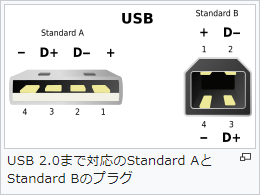 USB
Standard A
Standard B
− D+ D− +
+ D−
1 2
4 3 2 1
4 3
− D+
USB 2.0まで対応のStandard Aと
Standard Bのプラグ